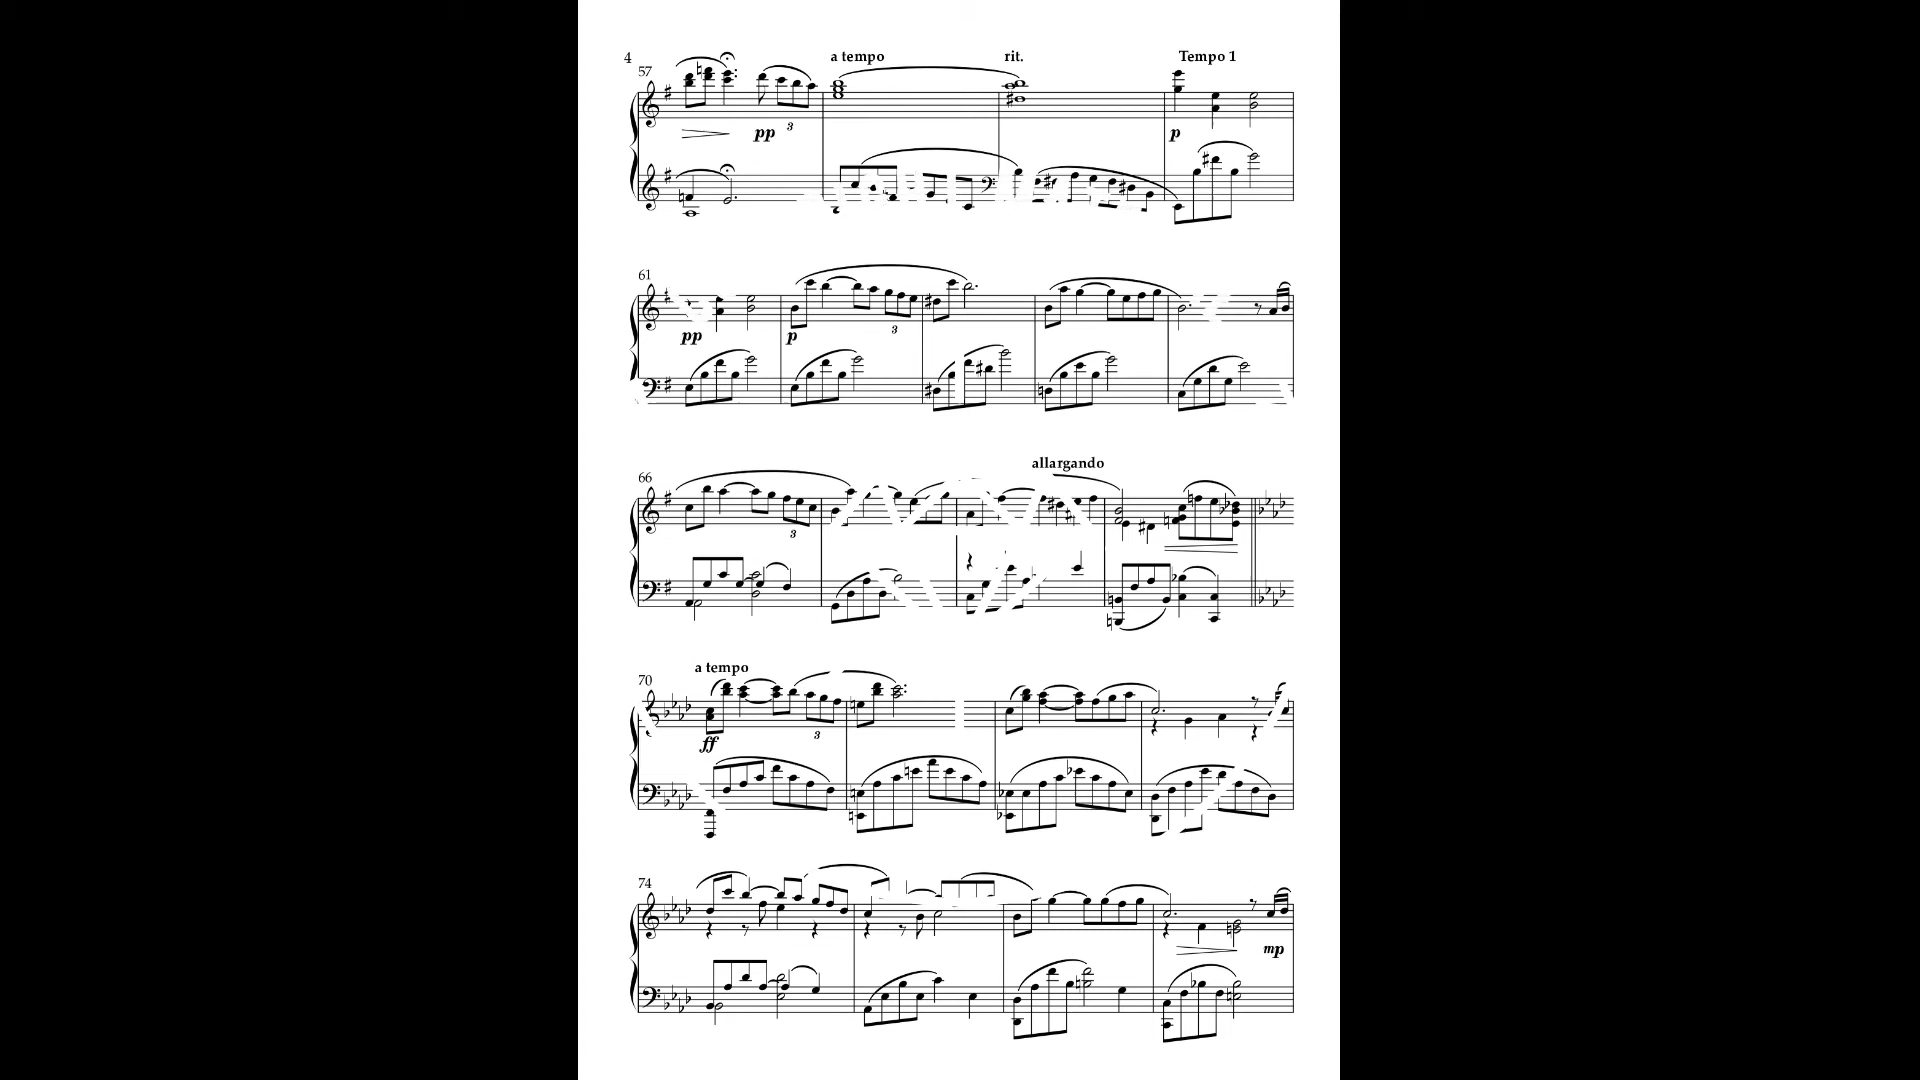 4
a tempo rit. Tempo 1
57
pp 3 p
61
pp p 3
allargando
66
3
a tempo
70
ff 3
74
mp